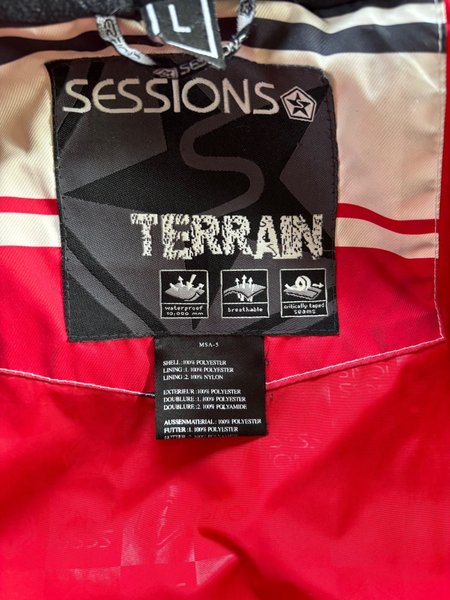 L
SESSIONS
TERRAIN
waterproof
10,000 mm
breathable
critically taped
seams
MSA-5
SHELL: 100% POLYESTER
LINING: 1. 100% POLYESTER
LINING: 2. 100% NYLON
EXTERIEUR: 100% POLYESTER
DOUBLURE: 1. 100% POLYESTER
DOUBLURE: 2. 100% POLYAMIDE
AUSSENMATERIAL: 100% POLYESTER
FUTTER: 1. 100% POLYESTER